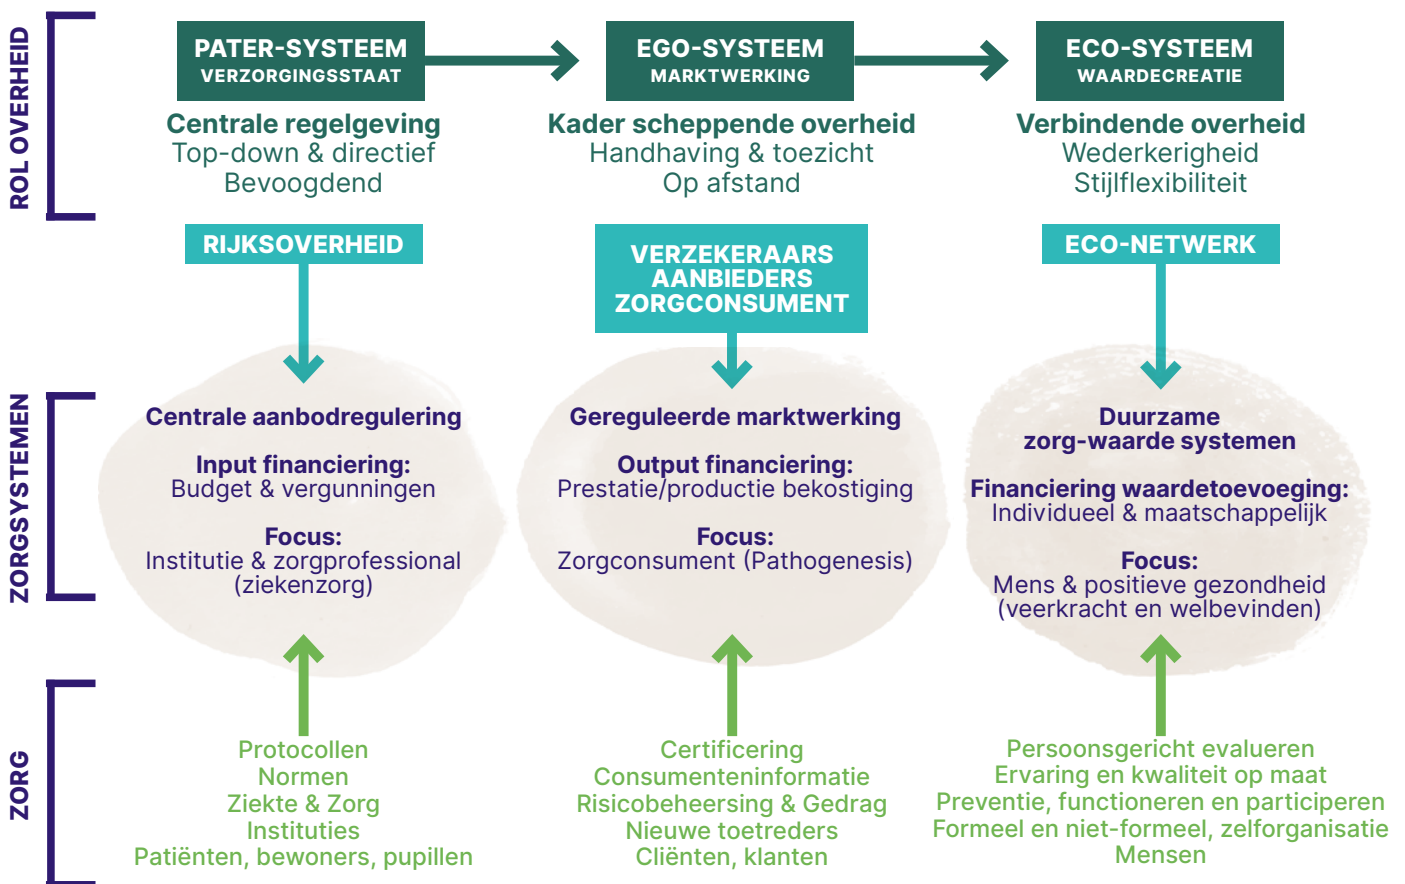 ROL OVERHEID
PATER-SYSTEEM
VERZORGINGSSTAAT
Centrale regelgeving
Top-down & directief
Bevoogdend
EGO-SYSTEEM
MARKTWERKING
Kader scheppende overheid
Handhaving & toezicht
Op afstand
ECO-SYSTEEM
WAARDECREATIE
Verbindende overheid
Wederkerigheid
Stijlflexibiliteit
RIJKSOVERHEID
VERZEKERAARS
AANBIEDERS
ZORGCONSUMENT
ECO-NETWERK
ZORGSYSTEMEN
Centrale aanbodregulering
Input financiering:
Budget & vergunningen
Focus:
Institutie & zorgprofessional
(ziekenzorg)
Gereguleerde marktwerking
Output financiering:
Prestatie/productie bekostiging
Focus:
Zorgconsument (Pathogenesis)
Duurzame
zorg-waarde systemen
Financiering waardetoevoeging:
Individueel & maatschappelijk
Focus:
Mens & positieve gezondheid
(veerkracht en welbevinden)
ZORG
Protocollen
Normen
Ziekte & Zorg
Instituties
Patiënten, bewoners, pupillen
Certificering
Consumenteninformatie
Risicobeheersing & Gedrag
Nieuwe toetreders
Cliënten, klanten
Persoonsgericht evalueren
Ervaring en kwaliteit op maat
Preventie, functioneren en participeren
Formeel en niet-formeel, zelforganisatie
Mensen